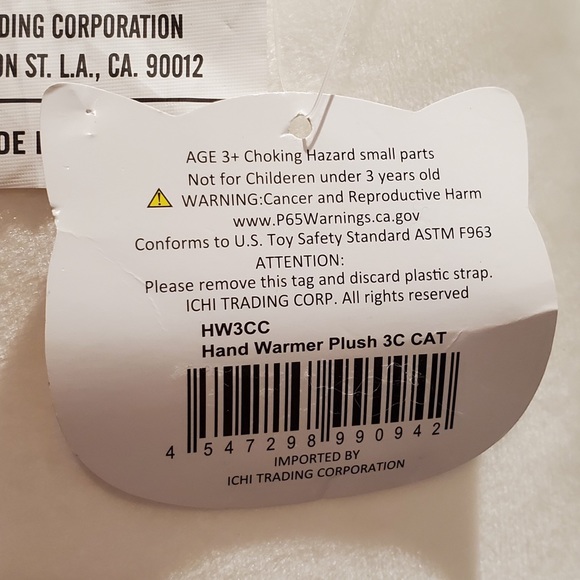 DING CORPORATION
ON ST. L.A., CA. 90012
DE I
AGE 3+ Choking Hazard small parts
Not for Childeren under 3 years old
WARNING:Cancer and Reproductive Harm
www.P65Warnings.ca.gov
Conforms to U.S. Toy Safety Standard ASTM F963
ATTENTION:
Please remove this tag and discard plastic strap.
ICHI TRADING CORP. All rights reserved
HW3CC
Hand Warmer Plush 3C CAT
4 547298 990942
IMPORTED BY
ICHI TRADING CORPORATION